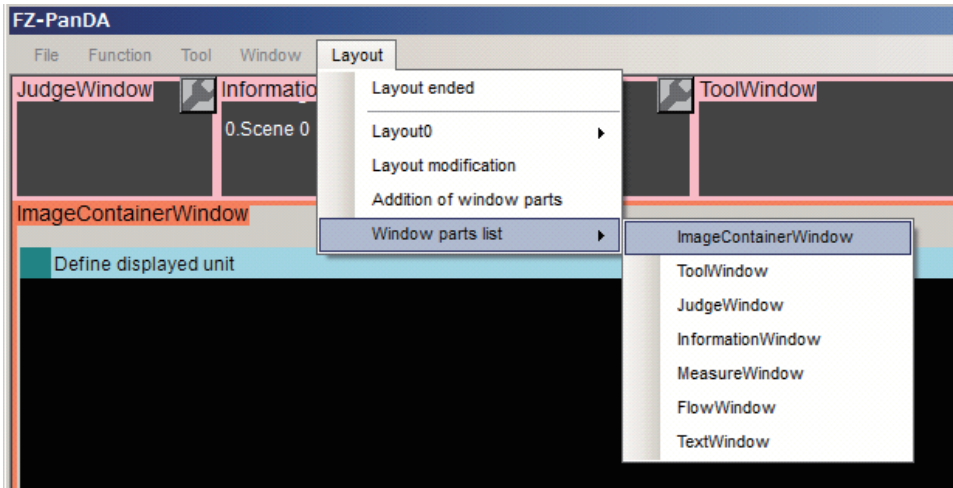 FZ-PanDA
File Function Tool Window Layout
JudgeWindow
Informatio
ToolWindow
0.Scene 0
Layout ended
Layout0
Layout modification
Addition of window parts
Window parts list
ImageContainerWindow
Define displayed unit
ImageContainerWindow
ToolWindow
JudgeWindow
InformationWindow
MeasureWindow
FlowWindow
TextWindow